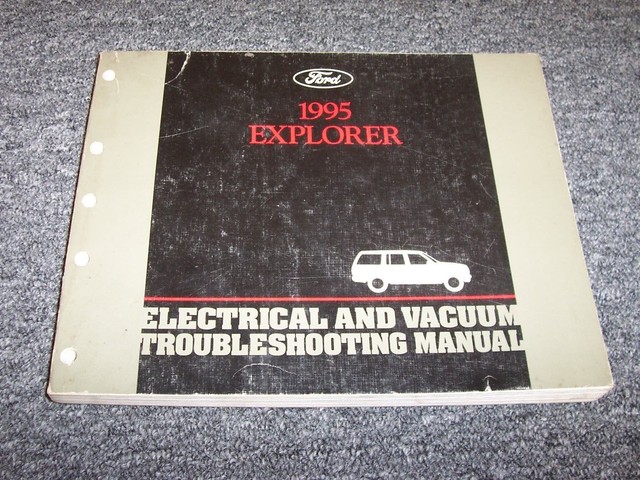 Ford
1995
EXPLORER
ELECTRICAL AND VACUUM
TROUBLESHOOTING MANUAL